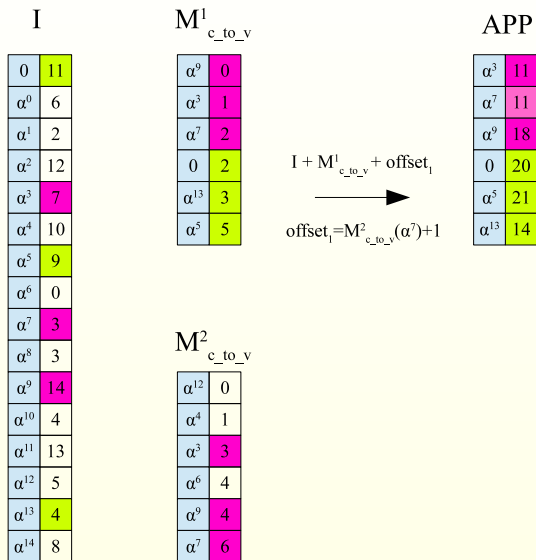 I
0 11
α⁰ 6
α¹ 2
α² 12
α³ 7
α⁴ 10
α⁵ 9
α⁶ 0
α⁷ 3
α⁸ 3
α⁹ 14
α¹⁰ 4
α¹¹ 13
α¹² 5
α¹³ 4
α¹⁴ 8
M¹c_to_v
α⁹ 0
α³ 1
α⁷ 2
0 2
α¹³ 3
α⁵ 5
M²c_to_v
α¹² 0
α⁴ 1
α³ 3
α⁶ 4
α⁹ 4
α⁷ 6
I + M¹c_to_v + offset₁
offset₁=M²c_to_v(α⁷)+1
APP
α³ 11
α⁷ 11
α⁹ 18
0 20
α⁵ 21
α¹³ 14